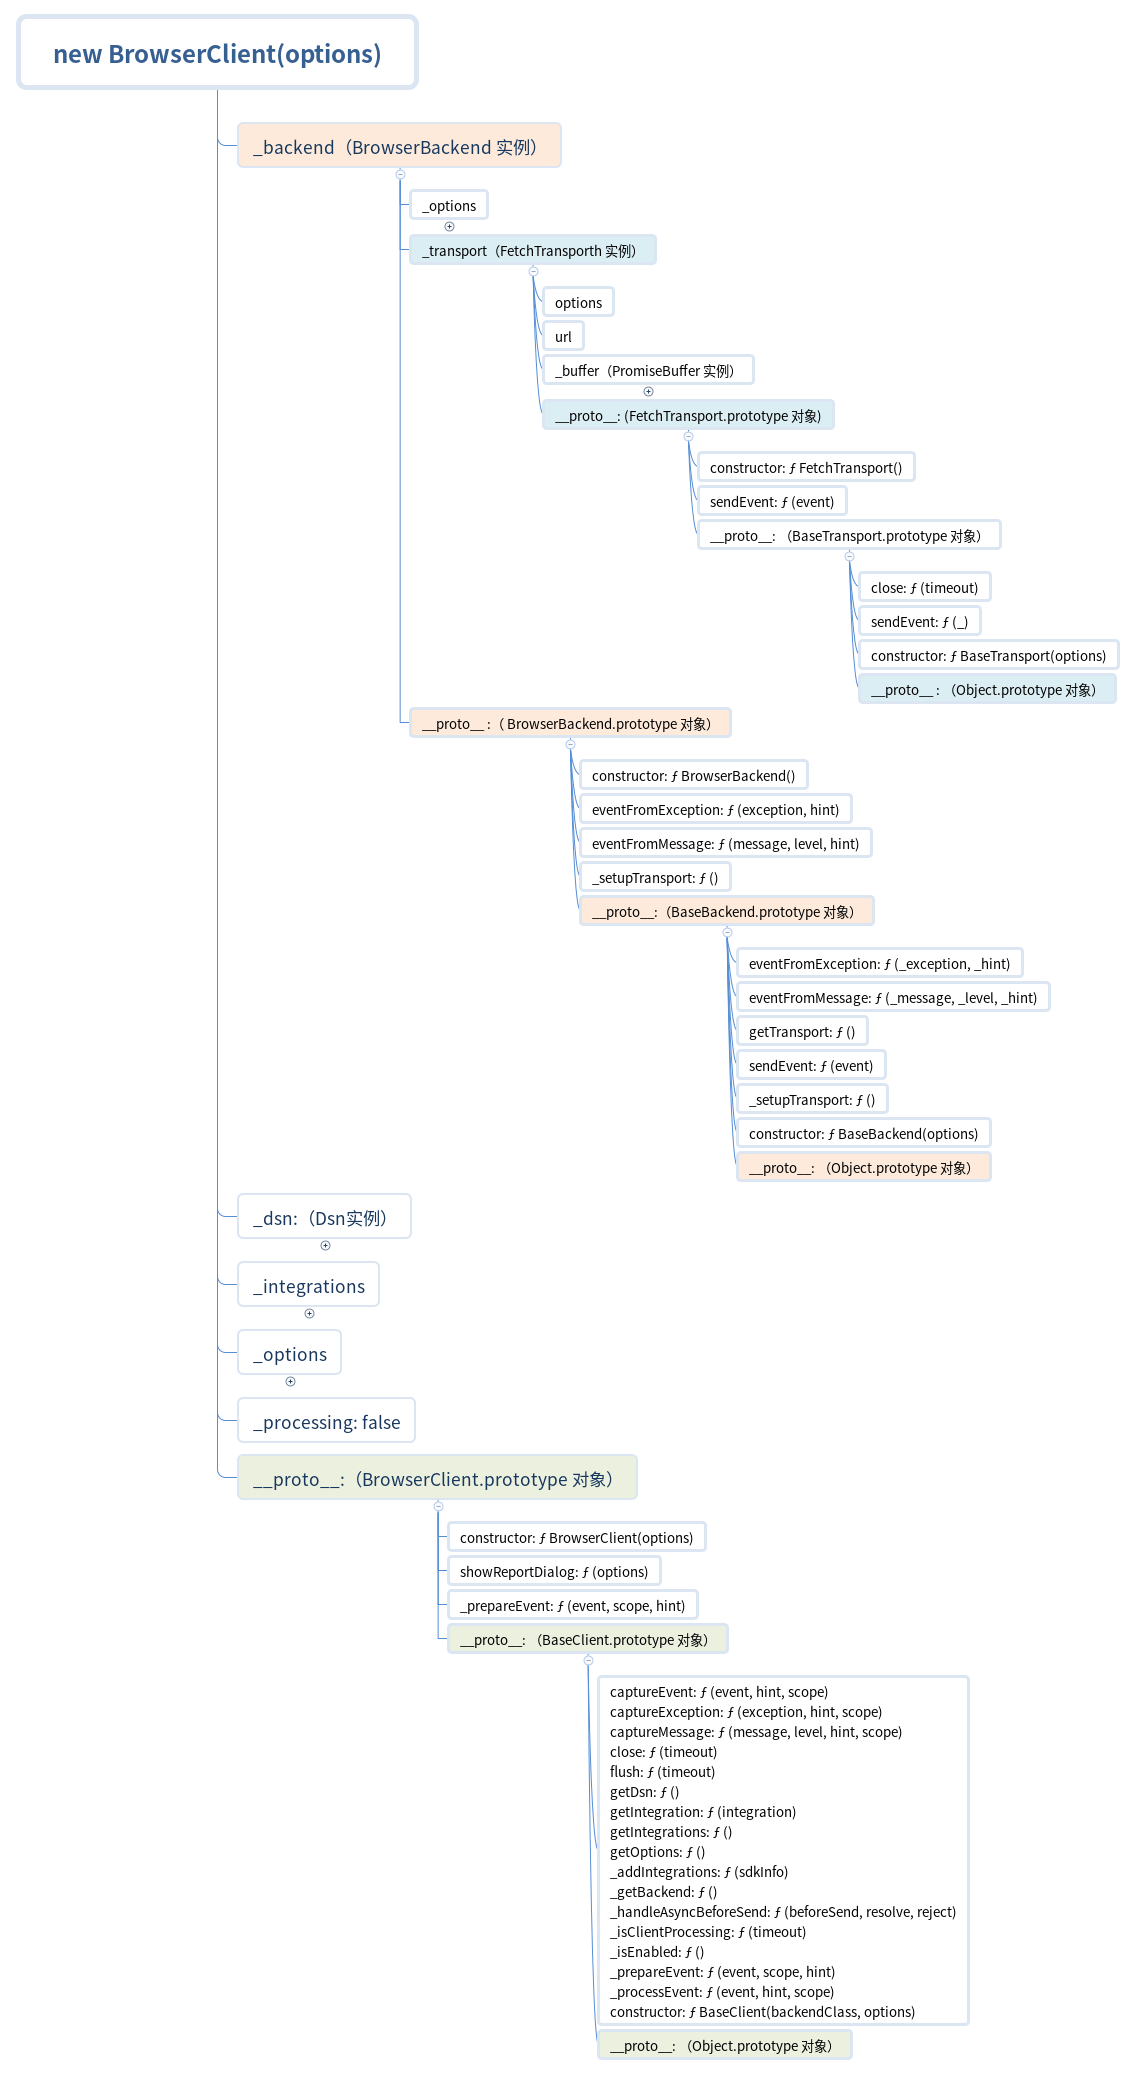 new BrowserClient(options)
_backend（BrowserBackend 实例）
_options
_transport（FetchTransporth 实例）
options
url
_buffer（PromiseBuffer 实例）
__proto__: (FetchTransport.prototype 对象)
constructor: ƒ FetchTransport()
sendEvent: ƒ (event)
__proto__: （BaseTransport.prototype 对象）
close: ƒ (timeout)
sendEvent: ƒ (_)
constructor: ƒ BaseTransport(options)
__proto__ : （Object.prototype 对象）
__proto__ :（ BrowserBackend.prototype 对象）
constructor: ƒ BrowserBackend()
eventFromException: ƒ (exception, hint)
eventFromMessage: ƒ (message, level, hint)
_setupTransport: ƒ ()
__proto__:（BaseBackend.prototype 对象）
eventFromException: ƒ (_exception, _hint)
eventFromMessage: ƒ (_message, _level, _hint)
getTransport: ƒ ()
sendEvent: ƒ (event)
_setupTransport: ƒ ()
constructor: ƒ BaseBackend(options)
__proto__: （Object.prototype 对象）
_dsn:（Dsn实例）
_integrations
_options
_processing: false
__proto__:（BrowserClient.prototype 对象）
constructor: ƒ BrowserClient(options)
showReportDialog: ƒ (options)
_prepareEvent: ƒ (event, scope, hint)
__proto__: （BaseClient.prototype 对象）
captureEvent: ƒ (event, hint, scope)
captureException: ƒ (exception, hint, scope)
captureMessage: ƒ (message, level, hint, scope)
close: ƒ (timeout)
flush: ƒ (timeout)
getDsn: ƒ ()
getIntegration: ƒ (integration)
getIntegrations: ƒ ()
getOptions: ƒ ()
_addIntegrations: ƒ (sdkInfo)
_getBackend: ƒ ()
_handleAsyncBeforeSend: ƒ (beforeSend, resolve, reject)
_isClientProcessing: ƒ (timeout)
_isEnabled: ƒ ()
_prepareEvent: ƒ (event, scope, hint)
_processEvent: ƒ (event, hint, scope)
constructor: ƒ BaseClient(backendClass, options)
__proto__: （Object.prototype 对象）